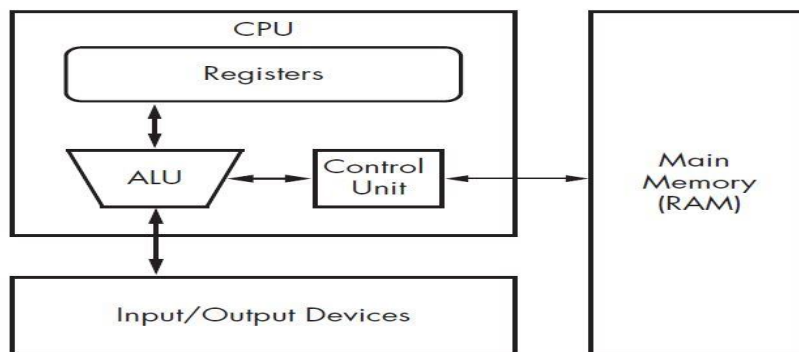 CPU
Registers
ALU
Control
Unit
Main
Memory
(RAM)
Input/Output Devices